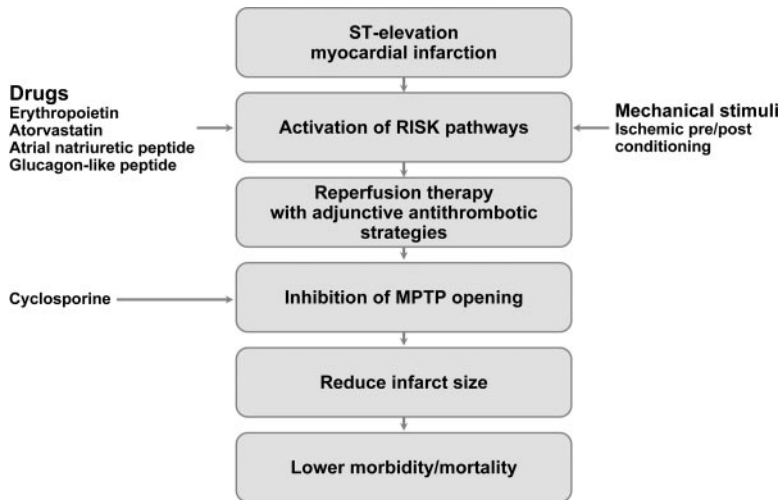 ST-elevation
myocardial infarction
Drugs
Erythropoietin
Atorvastatin
Atrial natriuretic peptide
Glucagon-like peptide
Activation of RISK pathways
Mechanical stimuli
Ischemic pre/post
conditioning
Reperfusion therapy
with adjunctive antithrombotic
strategies
Cyclosporine
Inhibition of MPTP opening
Reduce infarct size
Lower morbidity/mortality